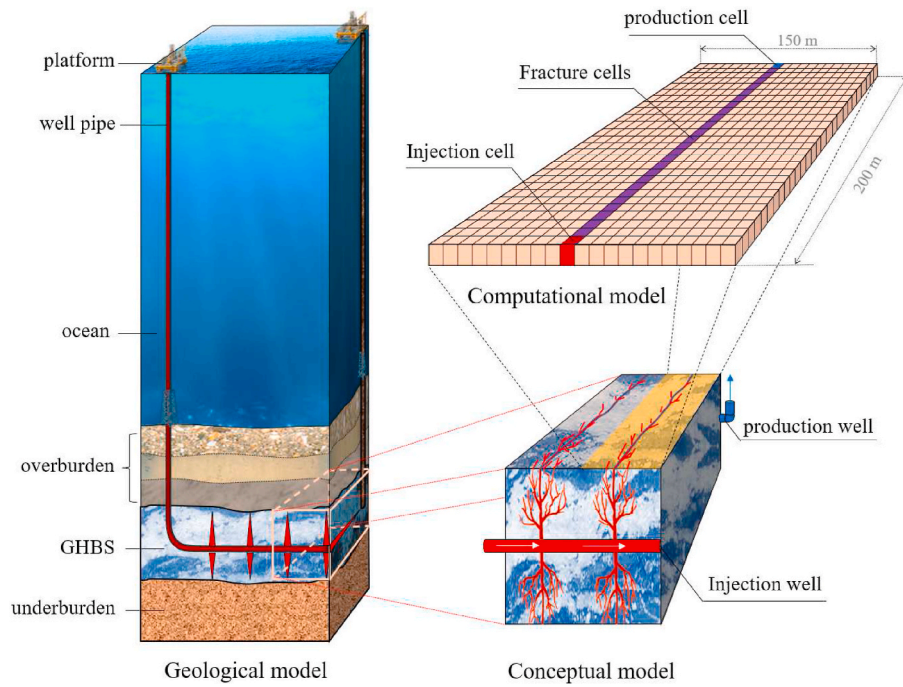 platform
well pipe
ocean
overburden
GHBS
underburden
Geological model
production cell
150 m
Fracture cells
Injection cell
200 m
Computational model
production well
Injection well
Conceptual model